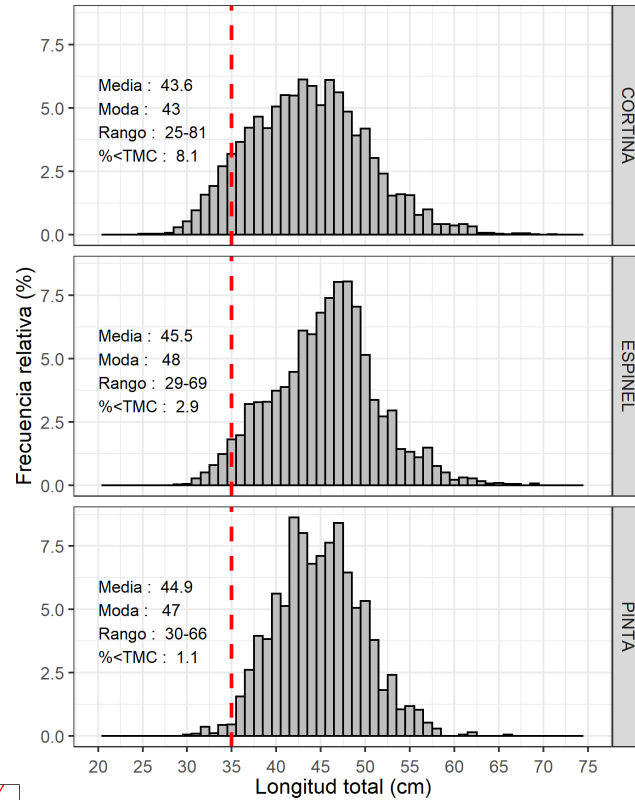 7.5
5.0
2.5
0.0
Media : 43.6
Moda : 43
Rango : 25-81
%<TMC : 8.1
CORTINA
Frecuencia relativa (%)
7.5
5.0
2.5
0.0
Media : 45.5
Moda : 48
Rango : 29-69
%<TMC : 2.9
ESPINEL
7.5
5.0
2.5
0.0
Media : 44.9
Moda : 47
Rango : 30-66
%<TMC : 1.1
PINTA
20 25 30 35 40 45 50 55 60 65 70 75
Longitud total (cm)